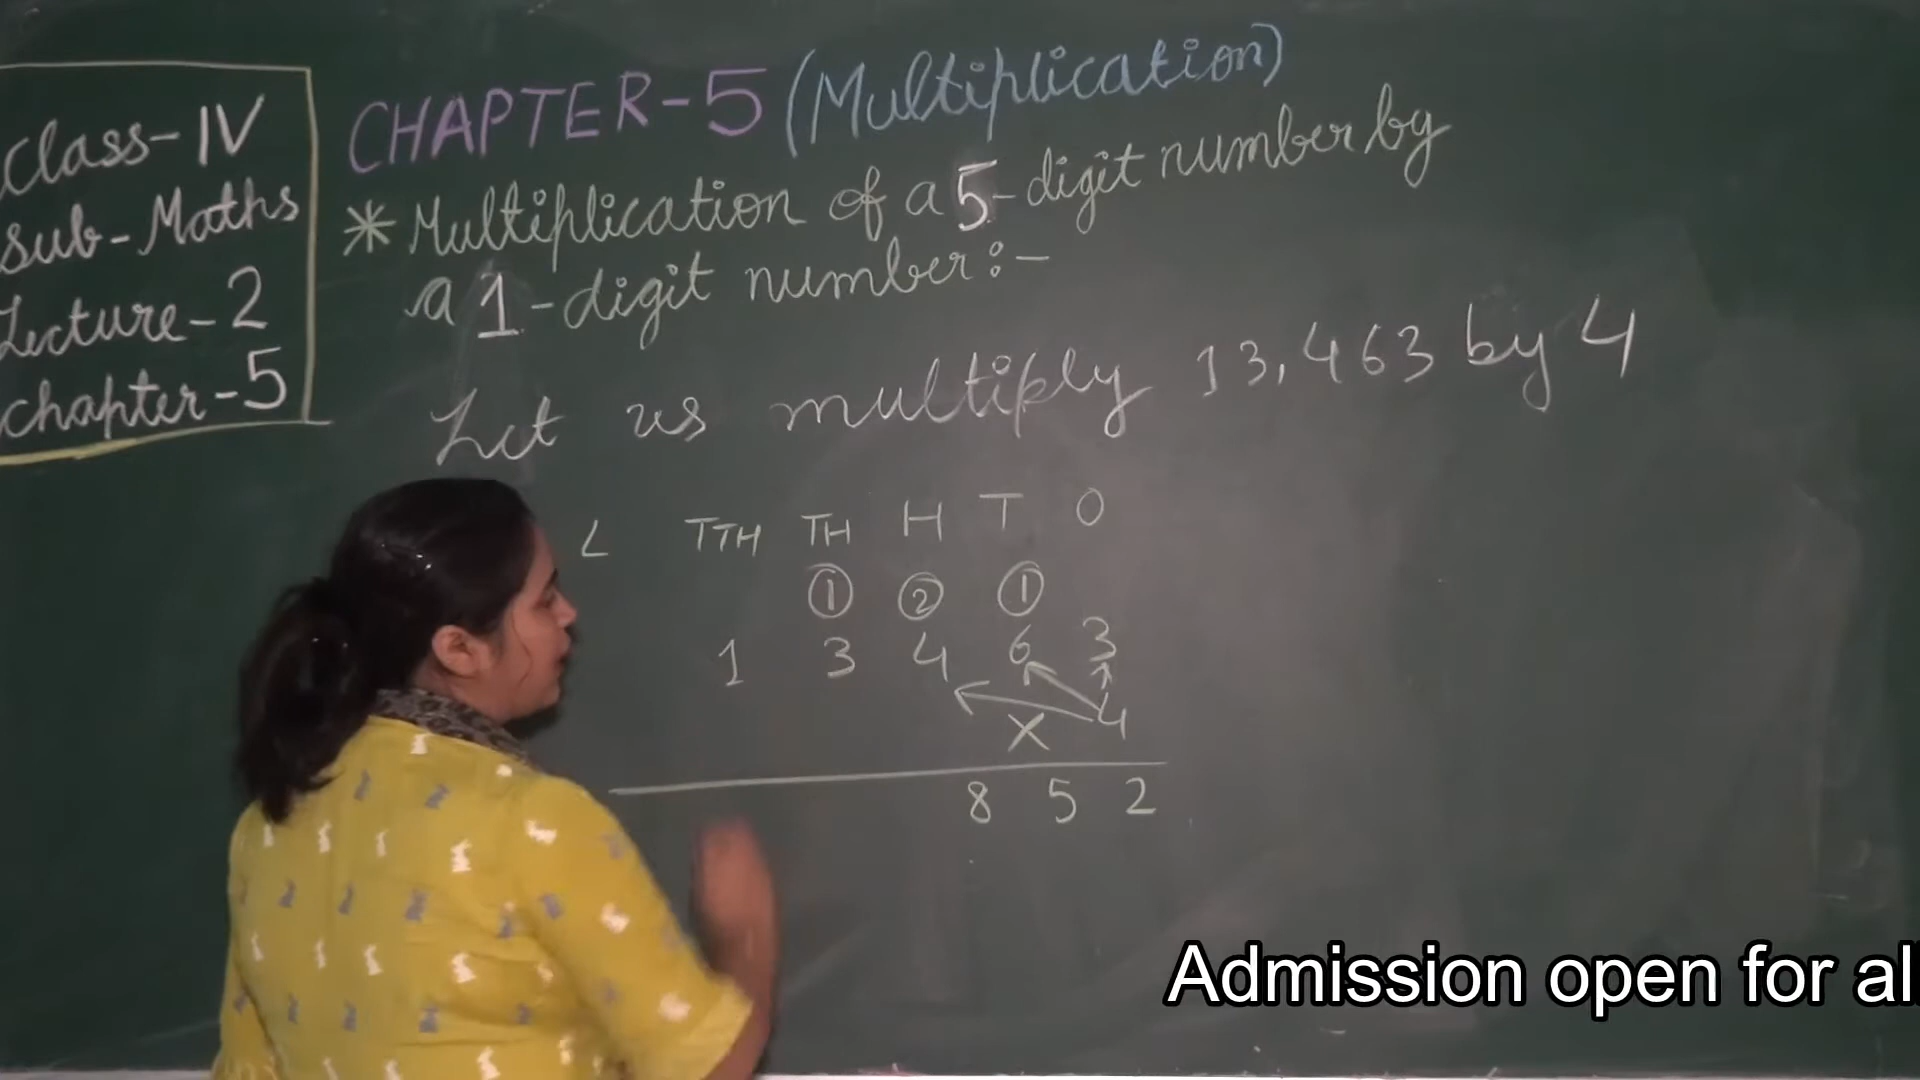 Class-IV
Sub-Maths
Lecture-2
Chapter-5
CHAPTER-5 (Multiplication)
* Multiplication of a 5-digit number by
a 1-digit number:-
Let us multiply 13,463 by 4
L TTH TH H T O
① ② ①
1 3 4 6 3
X 4
8 5 2
Admission open for al